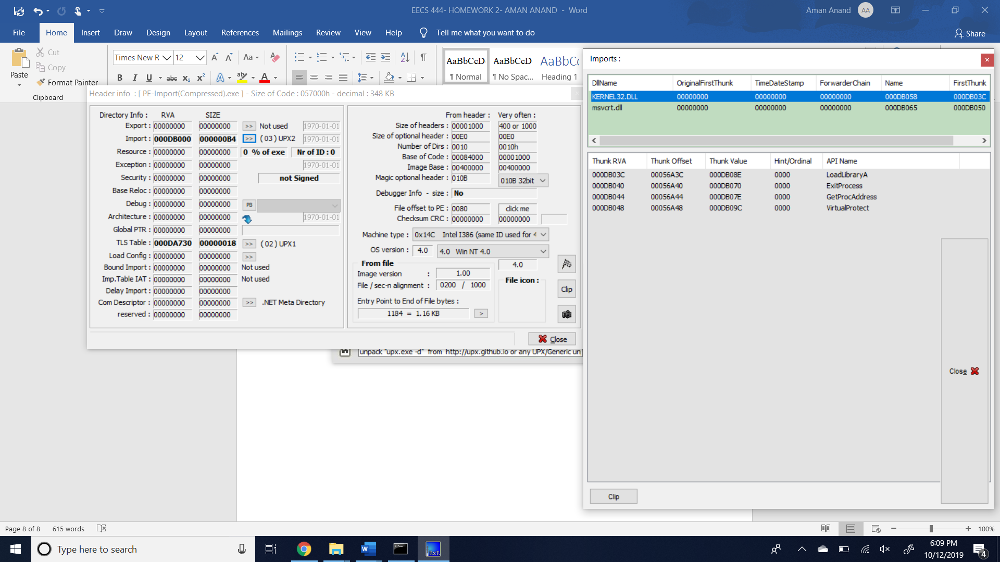 EECS 444- HOMEWORK 2- AMAN ANAND - Word
Aman Anand AA
File Home Insert Draw Design Layout References Mailings Review View Help Tell me what you want to do Share
Paste
Cut
Copy
Format Painter
Clipboard
Times New R 12 Aa
B I U abc x₂ x² A A
AaBbCcD AaBbCcD AaBbCc
¶ Normal ¶ No Spac... Heading 1
Header info : [ PE-Import(Compressed).exe ] - Size of Code : 057000h - decimal : 348 KB
Directory Info : RVA SIZE
Export : 00000000 00000000 >> Not used 1970-01-01
Import : 000DB000 000000B4 >> ( 03 ) UPX2 1970-01-01
Resource : 00000000 00000000 0 % of exe Nr of ID : 0
Exception : 00000000 00000000 1970-01-01
Security : 00000000 00000000 not Signed
Base Reloc : 00000000 00000000
Debug : 00000000 00000000 PB
Architecture : 00000000 00000000 1970-01-01
Global PTR : 00000000 00000000
TLS Table : 000DA730 00000018 >> ( 02 ) UPX1
Load Config : 00000000 00000000 >>
Bound Import : 00000000 00000000 Not used
Imp.Table IAT : 00000000 00000000 Not used
Delay Import : 00000000 00000000
Com Descriptor : 00000000 00000000 >> .NET Meta Directory
reserved : 00000000 00000000
From header : Very often :
Size of headers : 00001000 400 or 1000
Size of optional header : 00E0 00E0
Number of Dirs : 0010 0010h
Base of Code : 00084000 00001000
Image Base : 00400000 00400000
Magic optional header : 010B 010B 32bit
Debugger Info - size : No
File offset to PE : 0080 click me
Checksum CRC : 00000000 00000000
Machine type : 0x14C Intel I386 (same ID used for 4
OS version : 4.0 4.0 Win NT 4.0
From file 4.0
Image version : 1.00
File / sec-n alignment : 0200 / 1000
File icon :
Clip
Entry Point to End of File bytes :
1184 = 1.16 KB >
Close
unpack "upx.exe -d" from http://upx.github.io or any UPX/Generic un
Imports :
DllName OriginalFirstThunk TimeDateStamp ForwarderChain Name FirstThunk
KERNEL32.DLL 00000000 00000000 00000000 000DB058 000DB03C
msvcrt.dll 00000000 00000000 00000000 000DB065 000DB050
Thunk RVA Thunk Offset Thunk Value Hint/Ordinal API Name
000DB03C 00056A3C 000DB08E 0000 LoadLibraryA
000DB040 00056A40 000DB070 0000 ExitProcess
000DB044 00056A44 000DB07E 0000 GetProcAddress
000DB048 00056A48 000DB09C 0000 VirtualProtect
Close
Clip
Page 8 of 8 615 words 100%
Type here to search
EXE
6:09 PM
10/12/2019
4